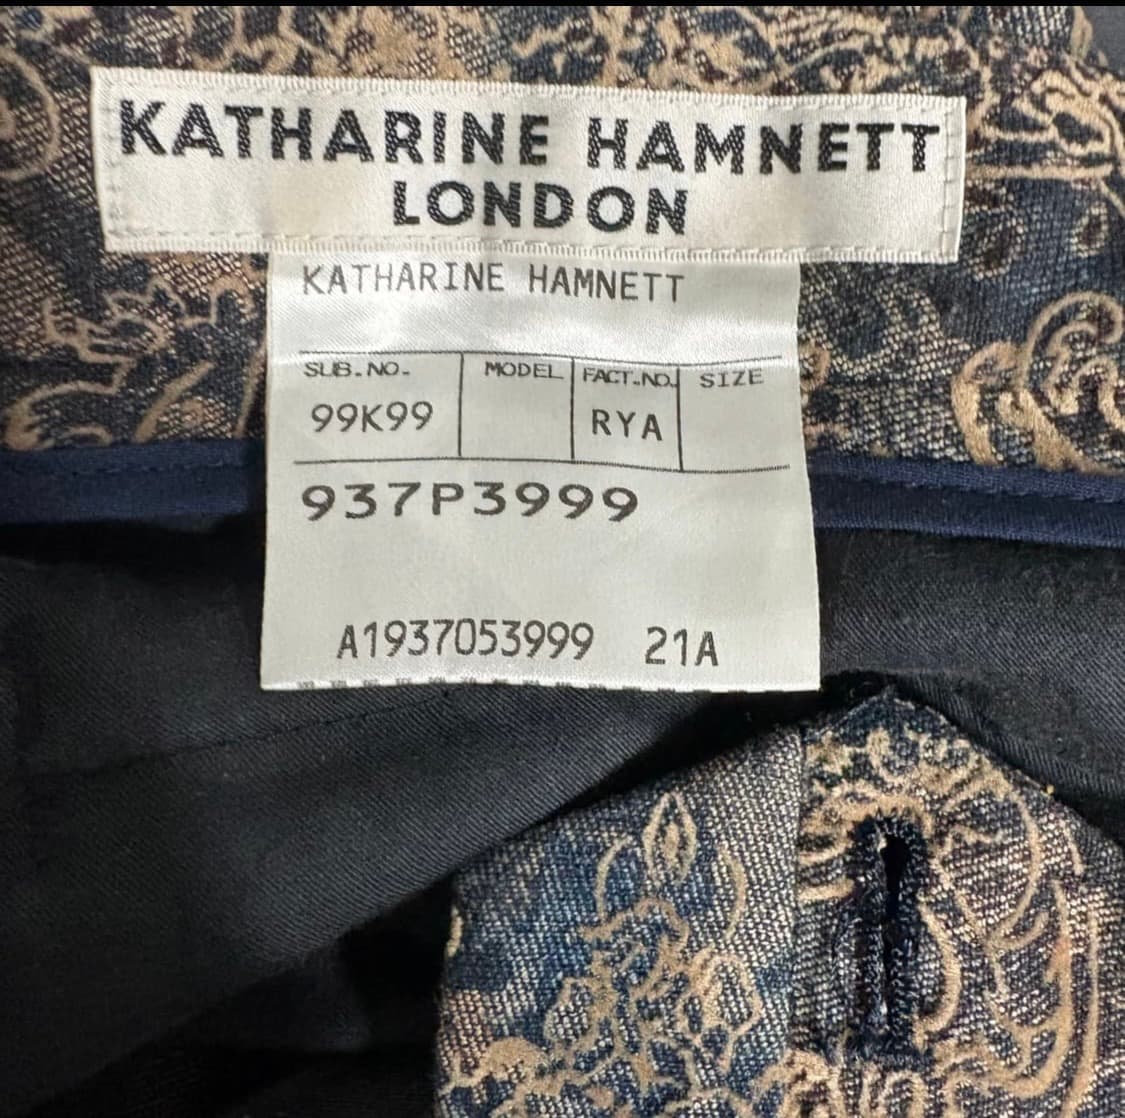 KATHARINE HAMNETT
LONDON
KATHARINE HAMNETT
SUB.NO. MODEL FACT.NO. SIZE
99K99 RYA
937P3999
A1937053999 21A